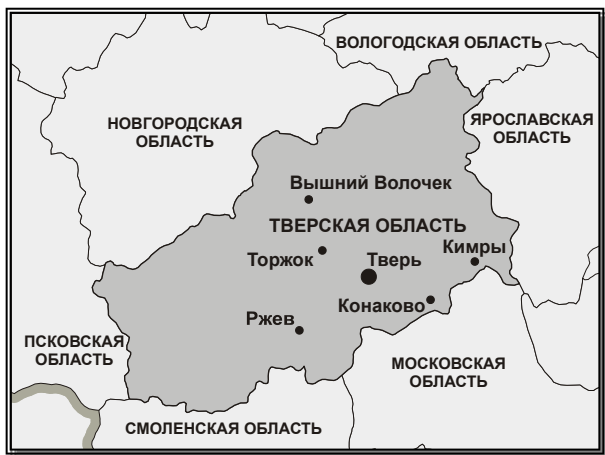 ВОЛОГОДСКАЯ ОБЛАСТЬ
НОВГОРОДСКАЯ
ОБЛАСТЬ
ЯРОСЛАВСКАЯ
ОБЛАСТЬ
Вышний Волочек
ТВЕРСКАЯ ОБЛАСТЬ
Кимры
Торжок
Тверь
Конаково
Ржев
ПСКОВСКАЯ
ОБЛАСТЬ
МОСКОВСКАЯ
ОБЛАСТЬ
СМОЛЕНСКАЯ ОБЛАСТЬ